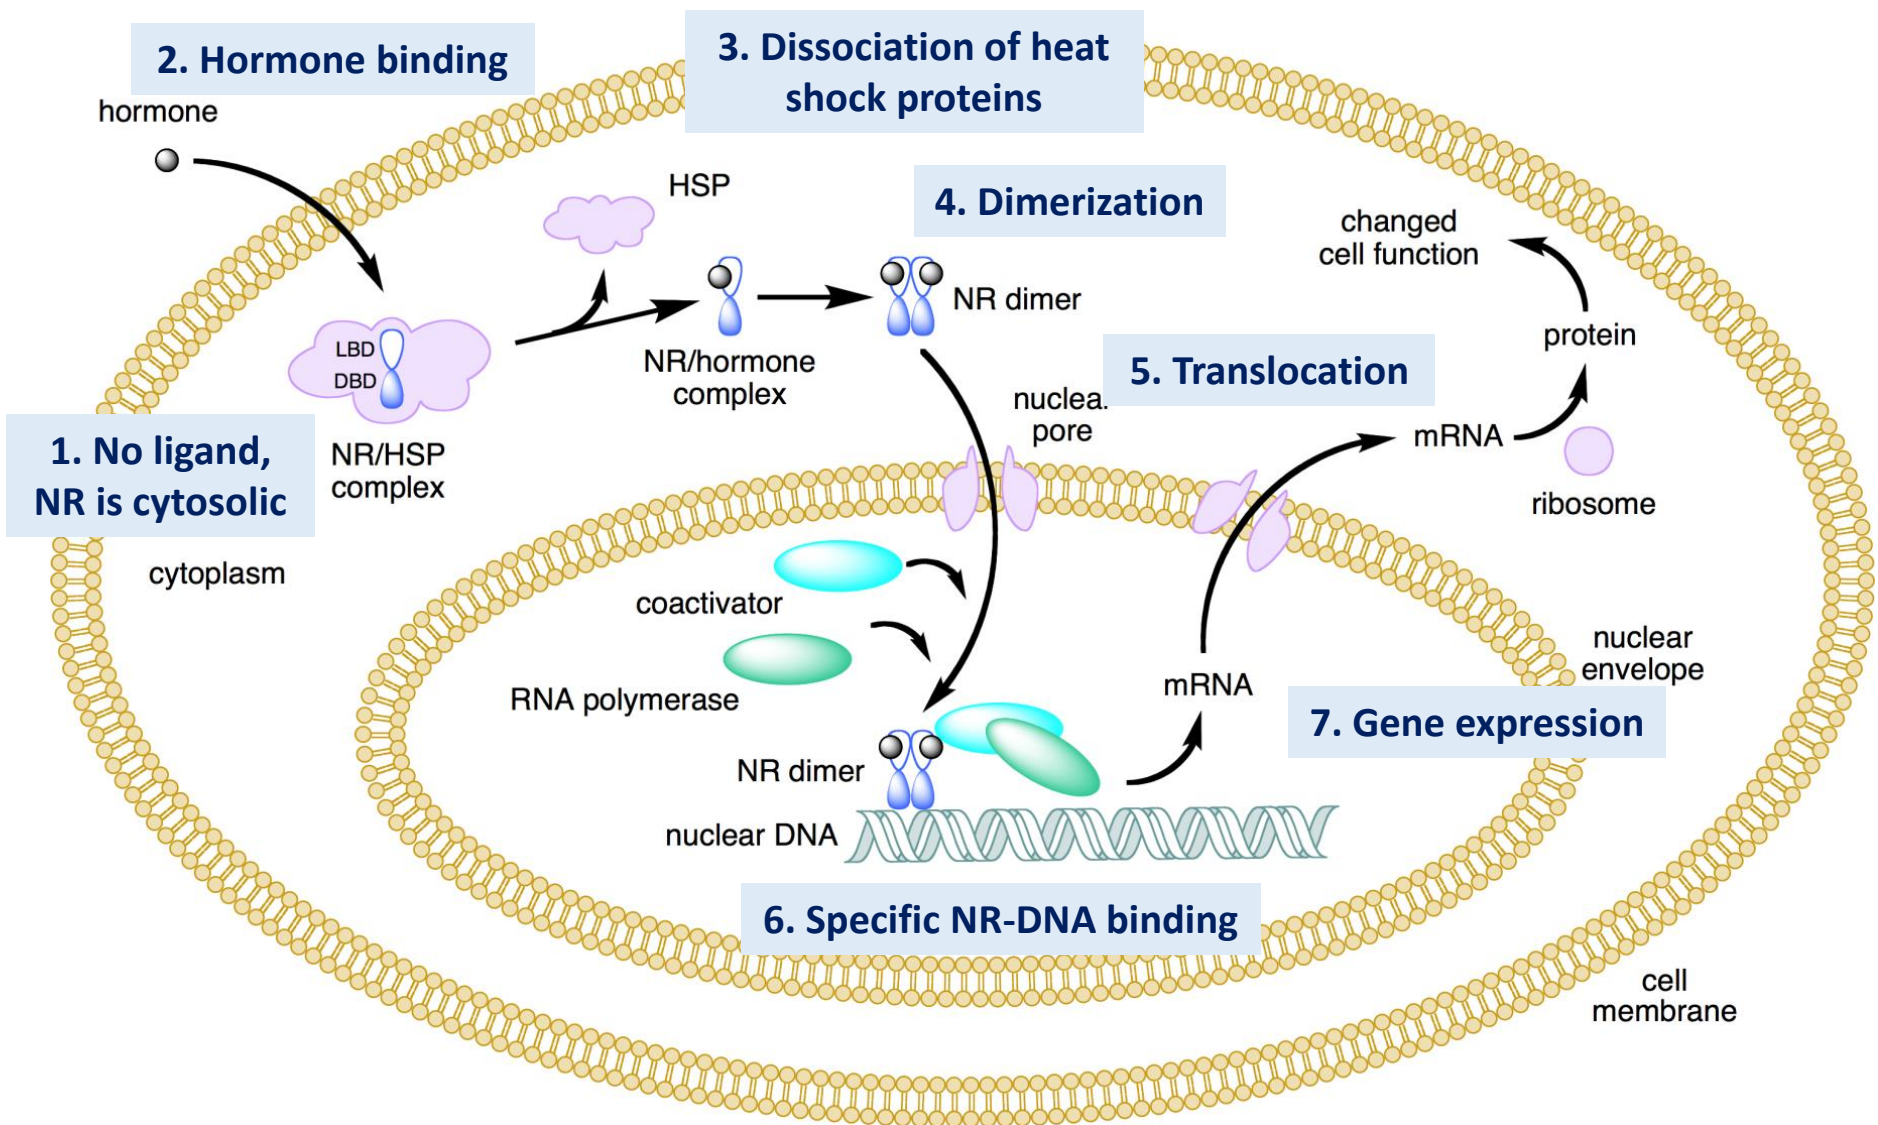 2. Hormone binding
3. Dissociation of heat
shock proteins
hormone
HSP
4. Dimerization
changed
cell function
NR dimer
LBD
DBD
NR/hormone
complex
protein
5. Translocation
nuclear
pore
mRNA
1. No ligand,
NR is cytosolic
NR/HSP
complex
ribosome
cytoplasm
coactivator
RNA polymerase
nuclear
envelope
mRNA
7. Gene expression
NR dimer
nuclear DNA
6. Specific NR-DNA binding
cell
membrane